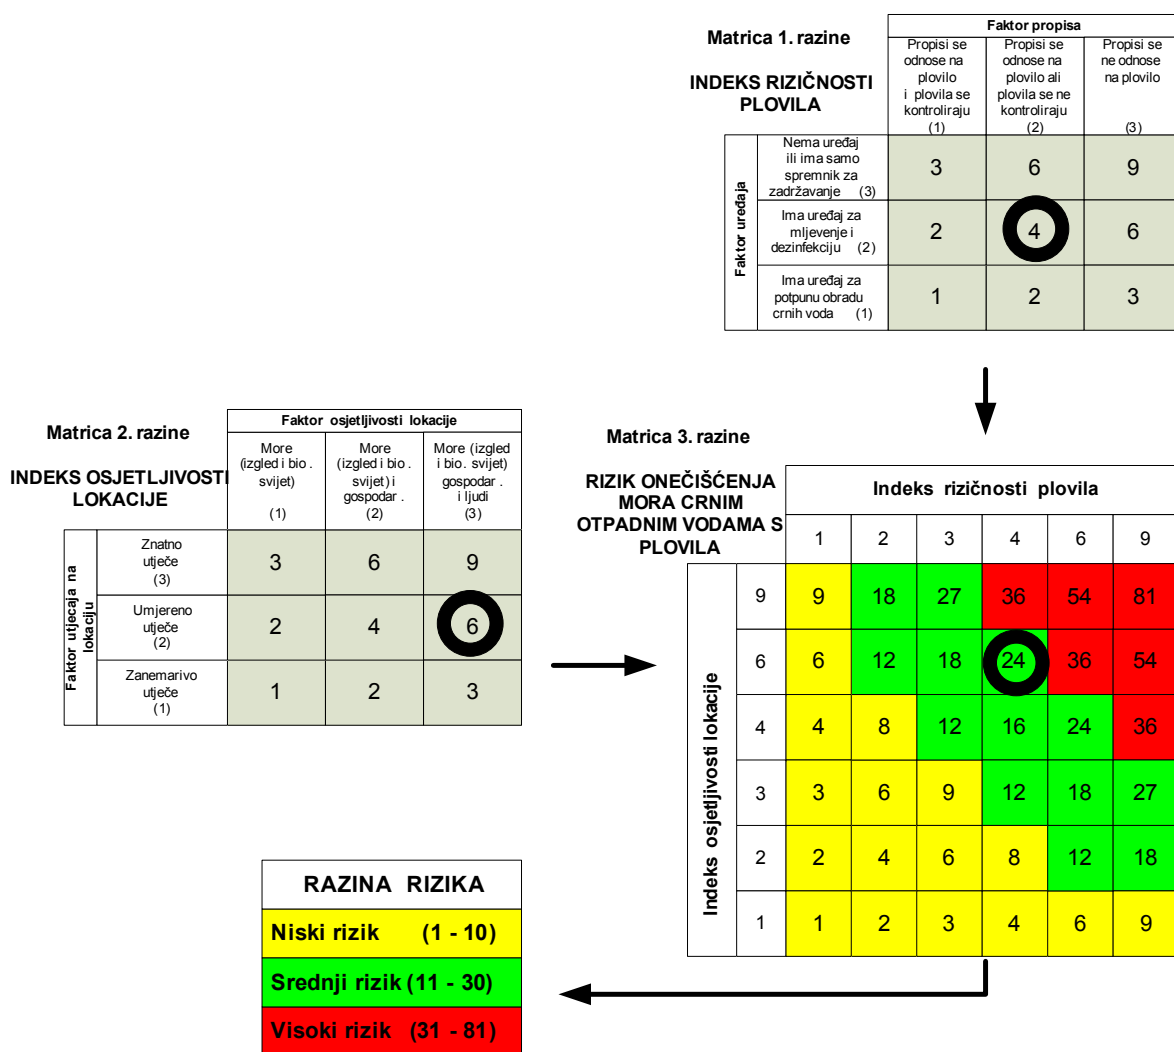 Matrica 1. razine
INDEKS RIZIČNOSTI
PLOVILA
Faktor propisa
Propisi se
odnose na
plovilo
i plovila se
kontroliraju
(1)
Propisi se
odnose na
plovilo ali
plovila se ne
kontroliraju
(2)
Propisi se
ne odnose
na plovilo
(3)
Faktor uređaja
Nema uređaj
ili ima samo
spremnik za
zadržavanje (3)
3 6 9
Ima uređaj za
mljevenje i
dezinfekciju (2)
2 4 6
Ima uređaj za
potpunu obradu
crnih voda (1)
1 2 3
Matrica 2. razine
INDEKS OSJETLJIVOSTI
LOKACIJE
Faktor osjetljivosti lokacije
More
(izgled i bio.
svijet)
(1)
More
(izgled i bio.
svijet) i
gospodar.
(2)
More (izgled
i bio. svijet)
gospodar.
i ljudi
(3)
Faktor utjecaja na
lokaciju
Znatno
utječe
(3)
3 6 9
Umjereno
utječe
(2)
2 4 6
Zanemarivo
utječe
(1)
1 2 3
Matrica 3. razine
RIZIK ONEČIŠĆENJA
MORA CRNIM
OTPADNIM VODAMA S
PLOVILA
Indeks rizičnosti plovila
1 2 3 4 6 9
Indeks osjetljivosti lokacije
9 9 18 27 36 54 81
6 6 12 18 24 36 54
4 4 8 12 16 24 36
3 3 6 9 12 18 27
2 2 4 6 8 12 18
1 1 2 3 4 6 9
RAZINA RIZIKA
Niski rizik (1 - 10)
Srednji rizik (11 - 30)
Visoki rizik (31 - 81)